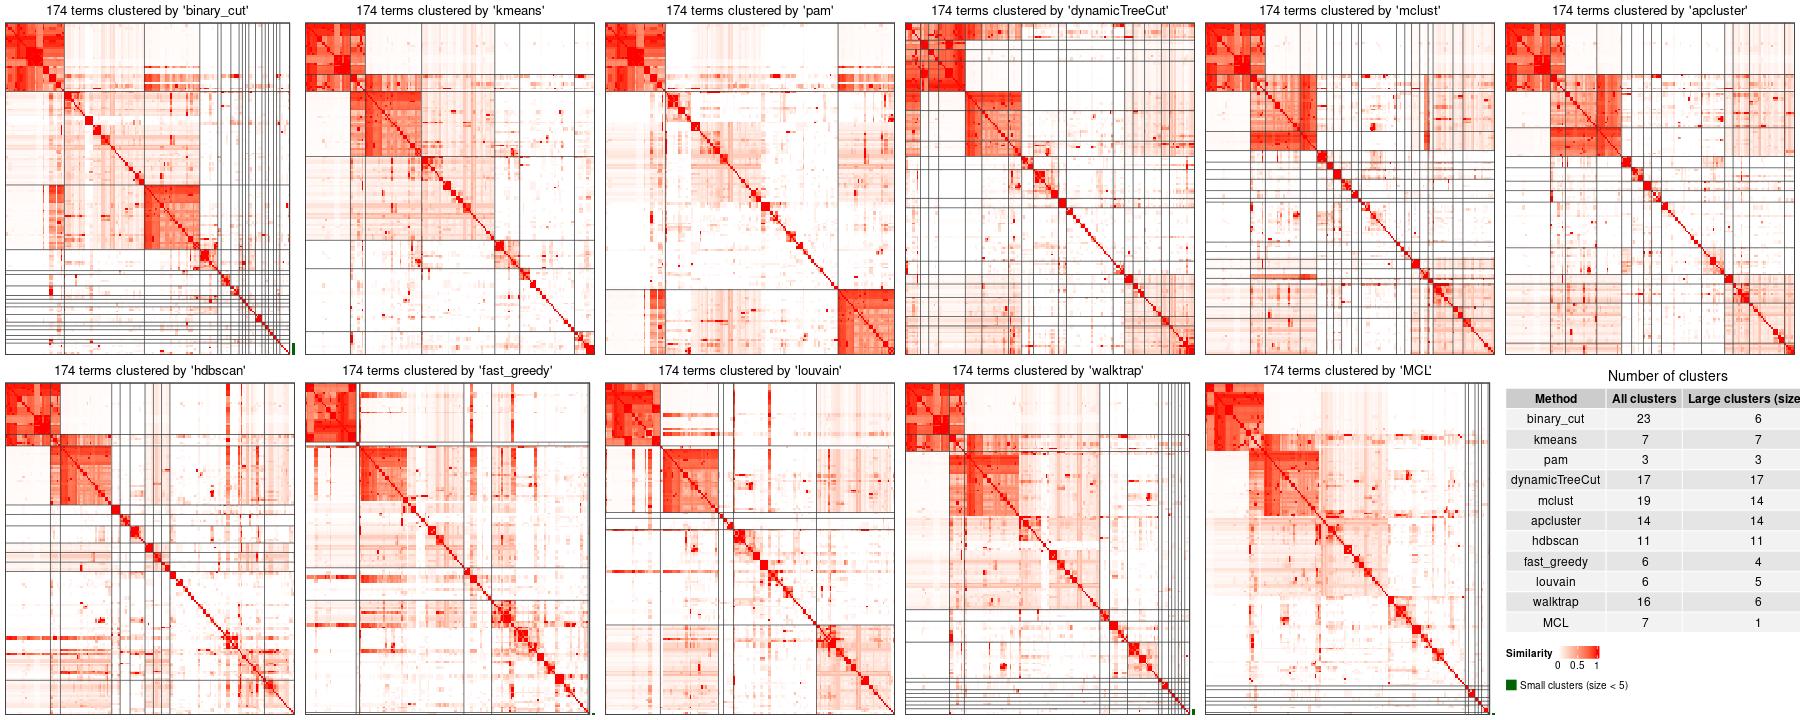 174 terms clustered by 'binary_cut'
174 terms clustered by 'kmeans'
174 terms clustered by 'pam'
174 terms clustered by 'dynamicTreeCut'
174 terms clustered by 'mclust'
174 terms clustered by 'apcluster'
174 terms clustered by 'hdbscan'
174 terms clustered by 'fast_greedy'
174 terms clustered by 'louvain'
174 terms clustered by 'walktrap'
174 terms clustered by 'MCL'
Number of clusters
Method All clusters Large clusters (size
binary_cut 23 6
kmeans 7 7
pam 3 3
dynamicTreeCut 17 17
mclust 19 14
apcluster 14 14
hdbscan 11 11
fast_greedy 6 4
louvain 6 5
walktrap 16 6
MCL 7 1
Similarity
0 0.5 1
Small clusters (size < 5)